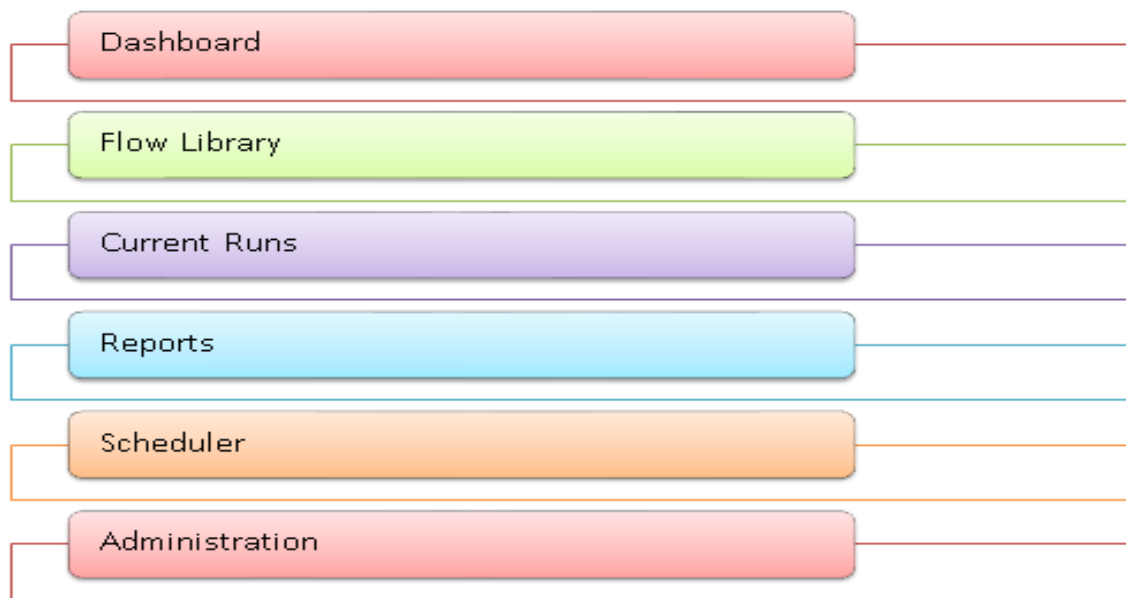 Dashboard
Flow Library
Current Runs
Reports
Scheduler
Administration